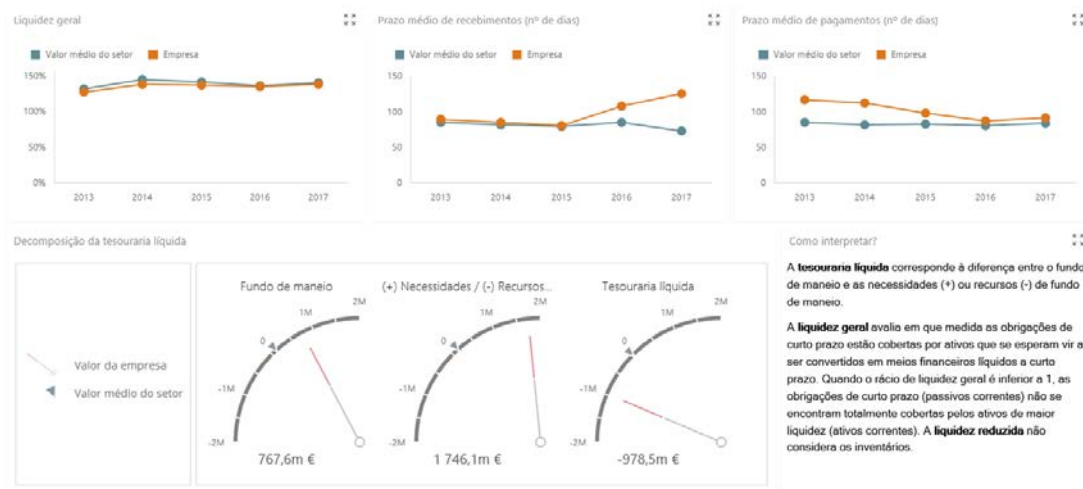 Liquidez geral
Valor médio do setor
Empresa
150%
100%
50%
0%
2013 2014 2015 2016 2017
Prazo médio de recebimentos (nº de dias)
Valor médio do setor
Empresa
150
100
50
0
2013 2014 2015 2016 2017
Prazo médio de pagamentos (nº de dias)
Valor médio do setor
Empresa
150
100
50
0
2013 2014 2015 2016 2017
Decomposição da tesouraria líquida
Valor da empresa
Valor médio do setor
Fundo de maneio
2M
1M
0
-1M
-2M
767,6m €
(+) Necessidades / (-) Recursos...
2M
1M
0
-1M
-2M
1 746,1m €
Tesouraria líquida
2M
1M
0
-1M
-2M
-978,5m €
Como interpretar?
A tesouraria líquida corresponde à diferença entre o fundo
de maneio e as necessidades (+) ou recursos (-) de fundo
de maneio.
A liquidez geral avalia em que medida as obrigações de
curto prazo estão cobertas por ativos que se esperam vir a
ser convertidos em meios financeiros líquidos a curto
prazo. Quando o rácio de liquidez geral é inferior a 1, as
obrigações de curto prazo (passivos correntes) não se
encontram totalmente cobertas pelos ativos de maior
liquidez (ativos correntes). A liquidez reduzida não
considera os inventários.